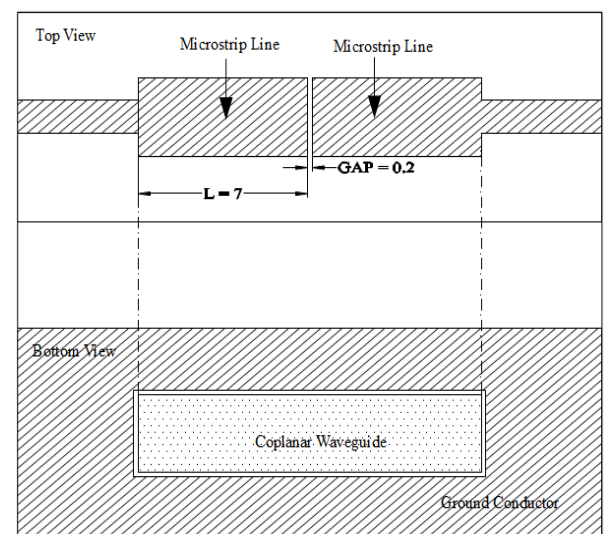 Top View
Microstrip Line
Microstrip Line
GAP = 0.2
L = 7
Bottom View
Coplanar Waveguide
Ground Conductor